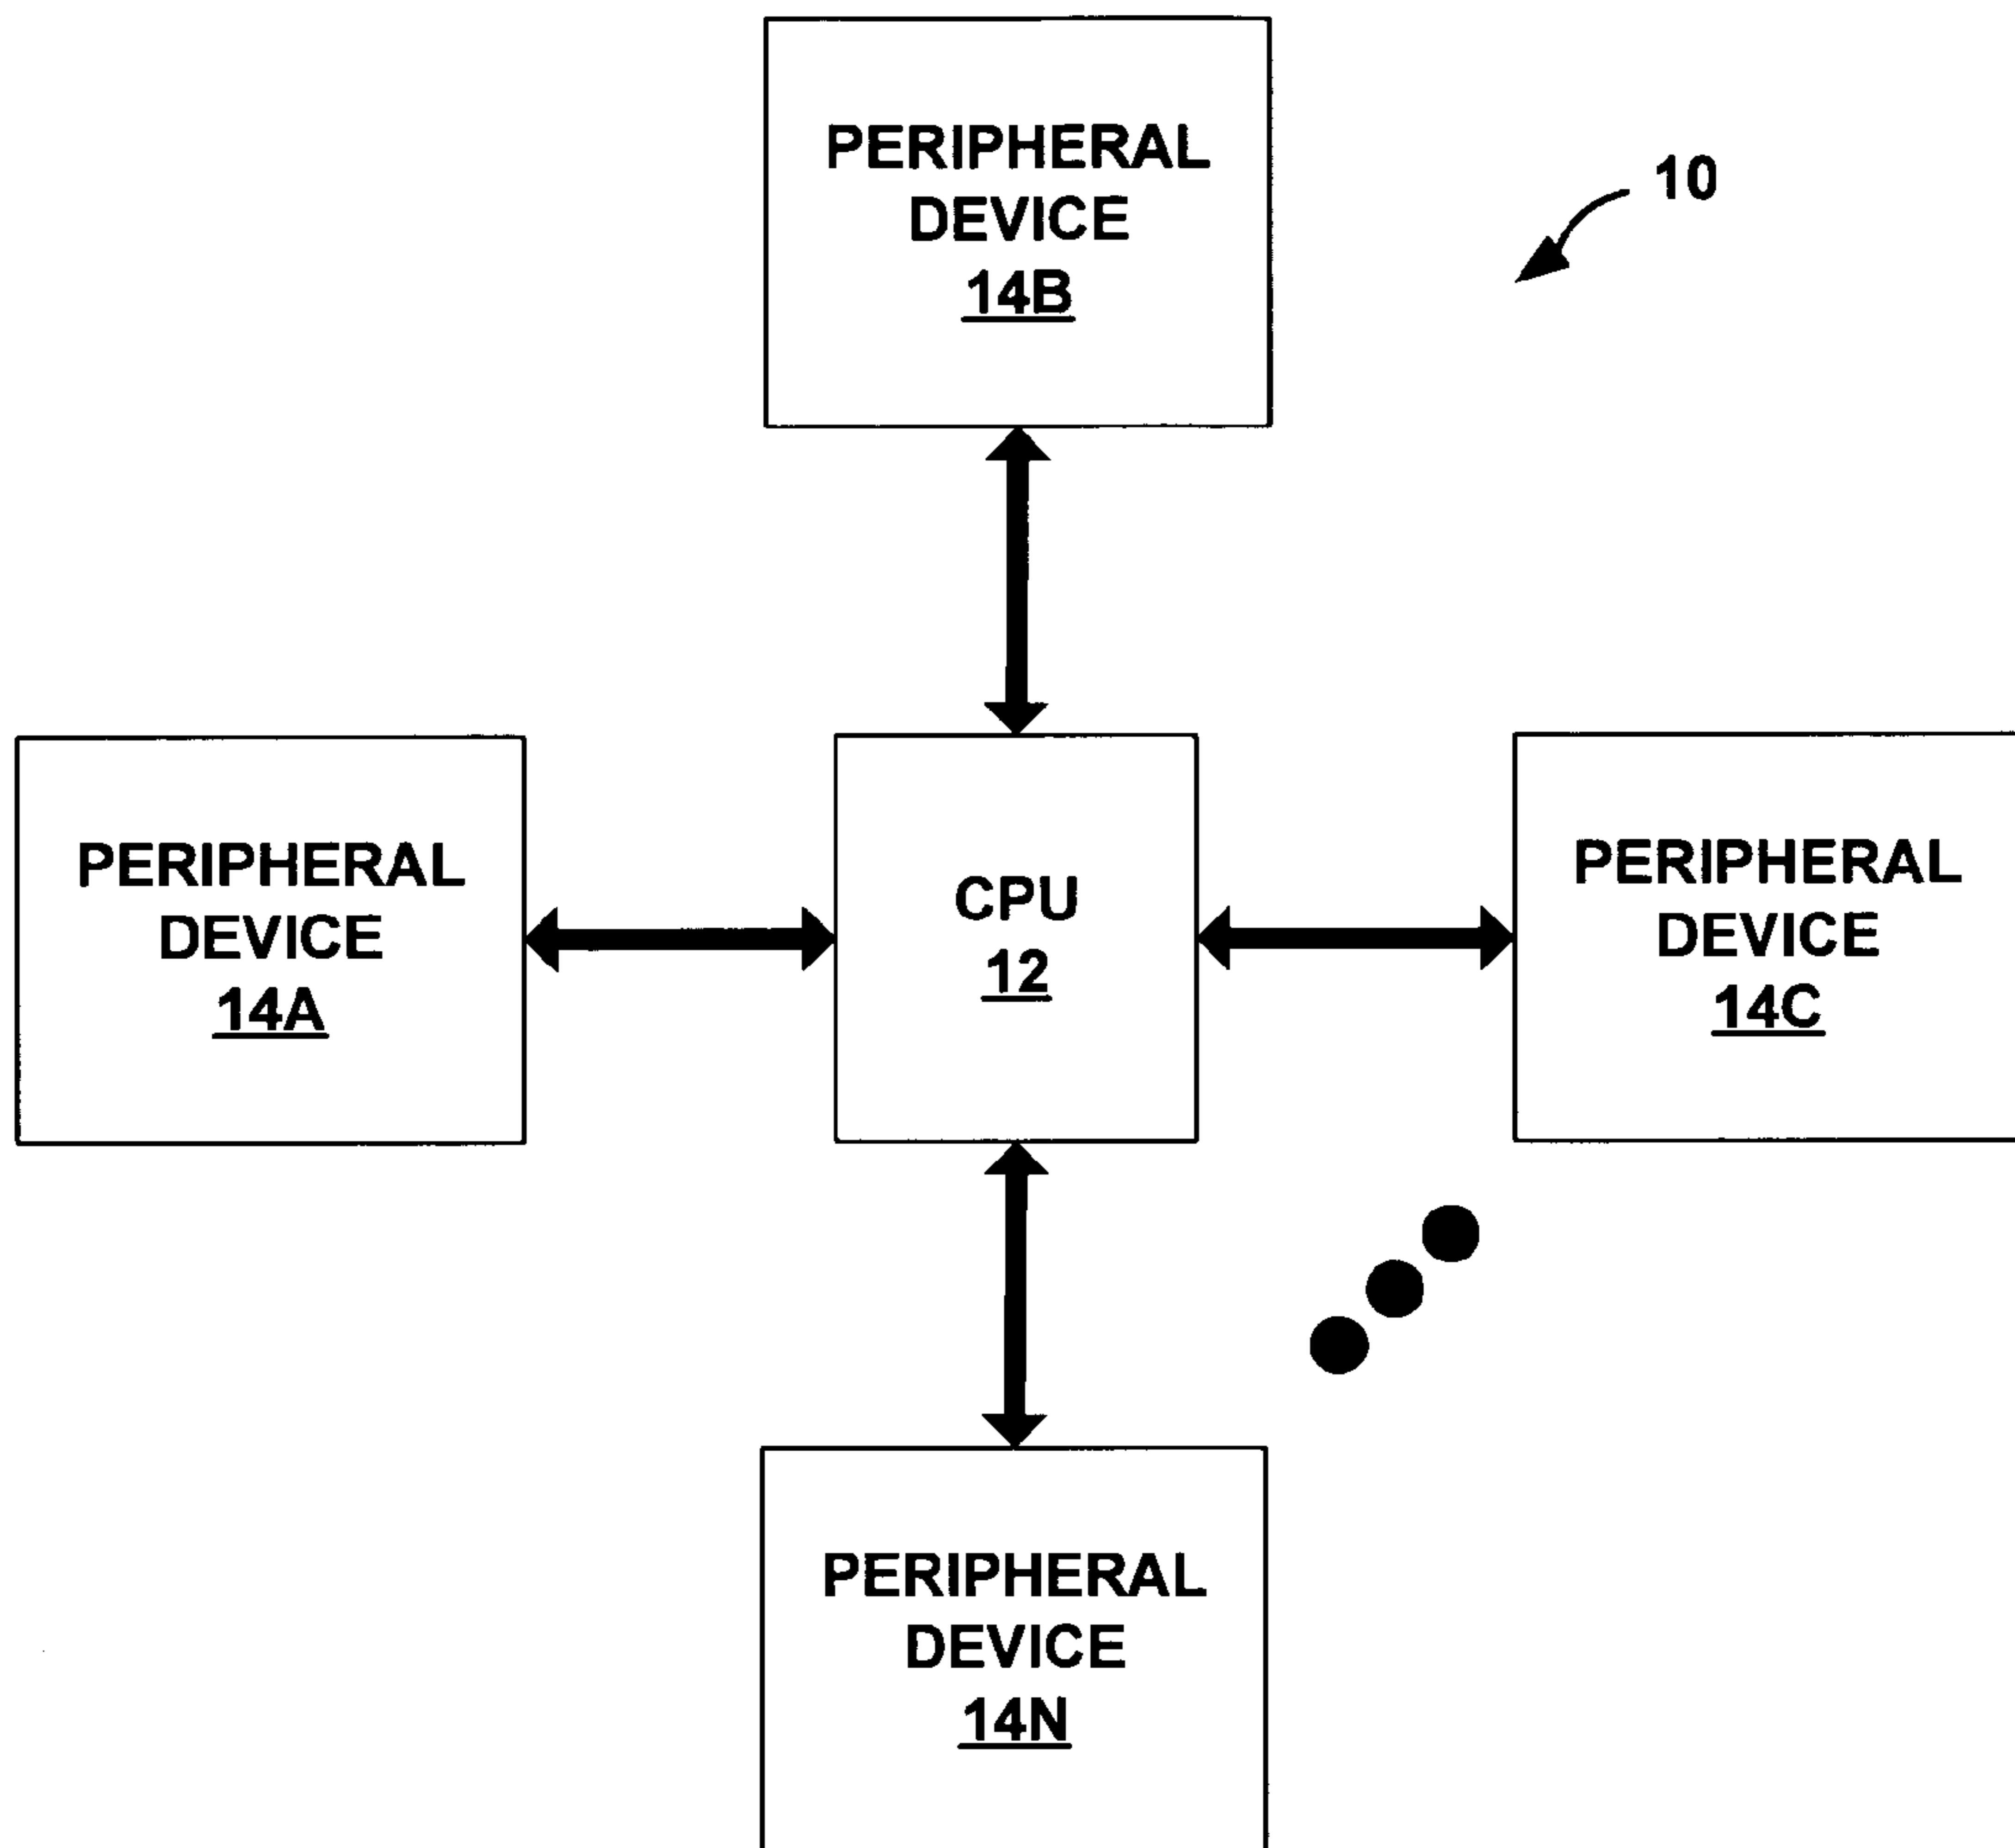 PERIPHERAL
DEVICE
14B
10
PERIPHERAL
DEVICE
14A
CPU
12
PERIPHERAL
DEVICE
14C
PERIPHERAL
DEVICE
14N